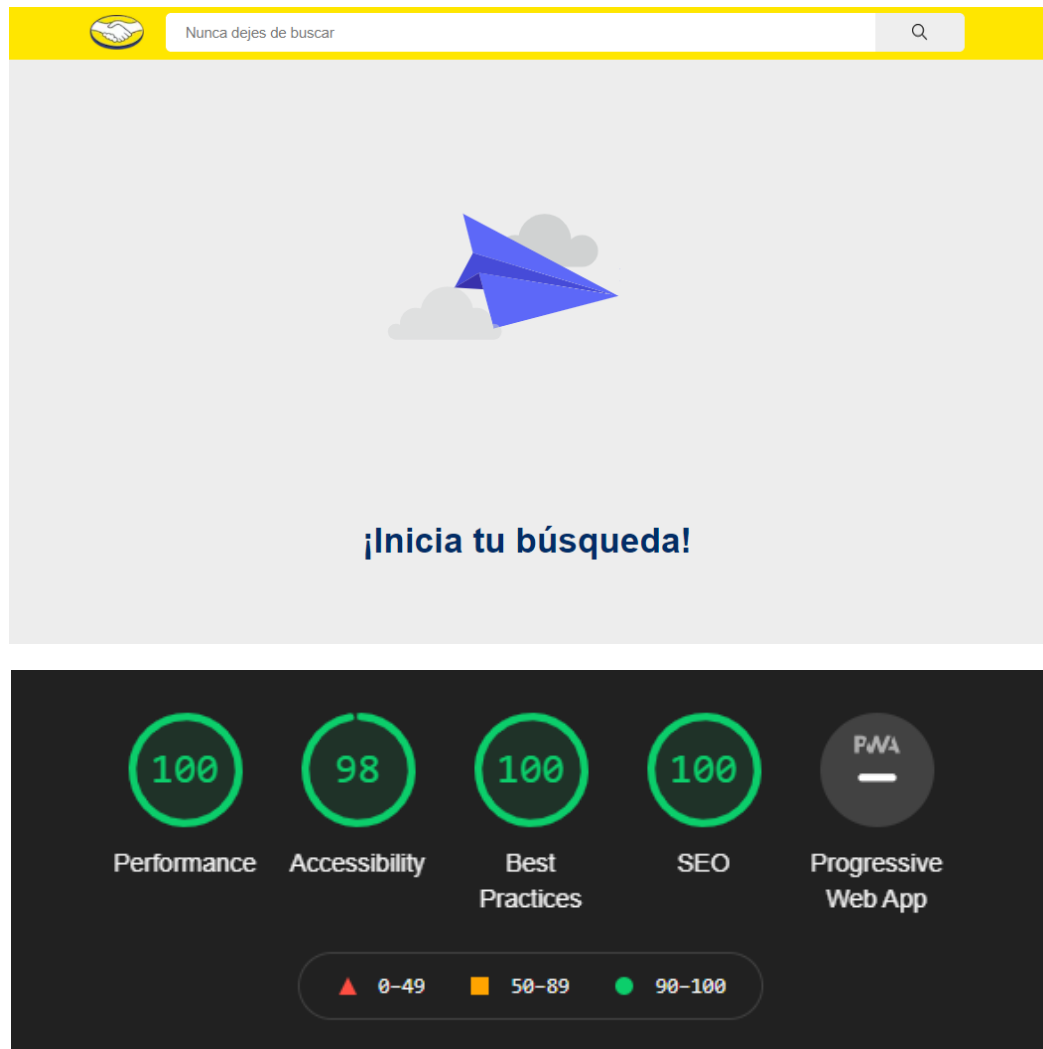 Nunca dejes de buscar
¡Inicia tu búsqueda!
100
98
100
100
PWA
Performance
Accessibility
Best
Practices
SEO
Progressive
Web App
0–49
50–89
90–100